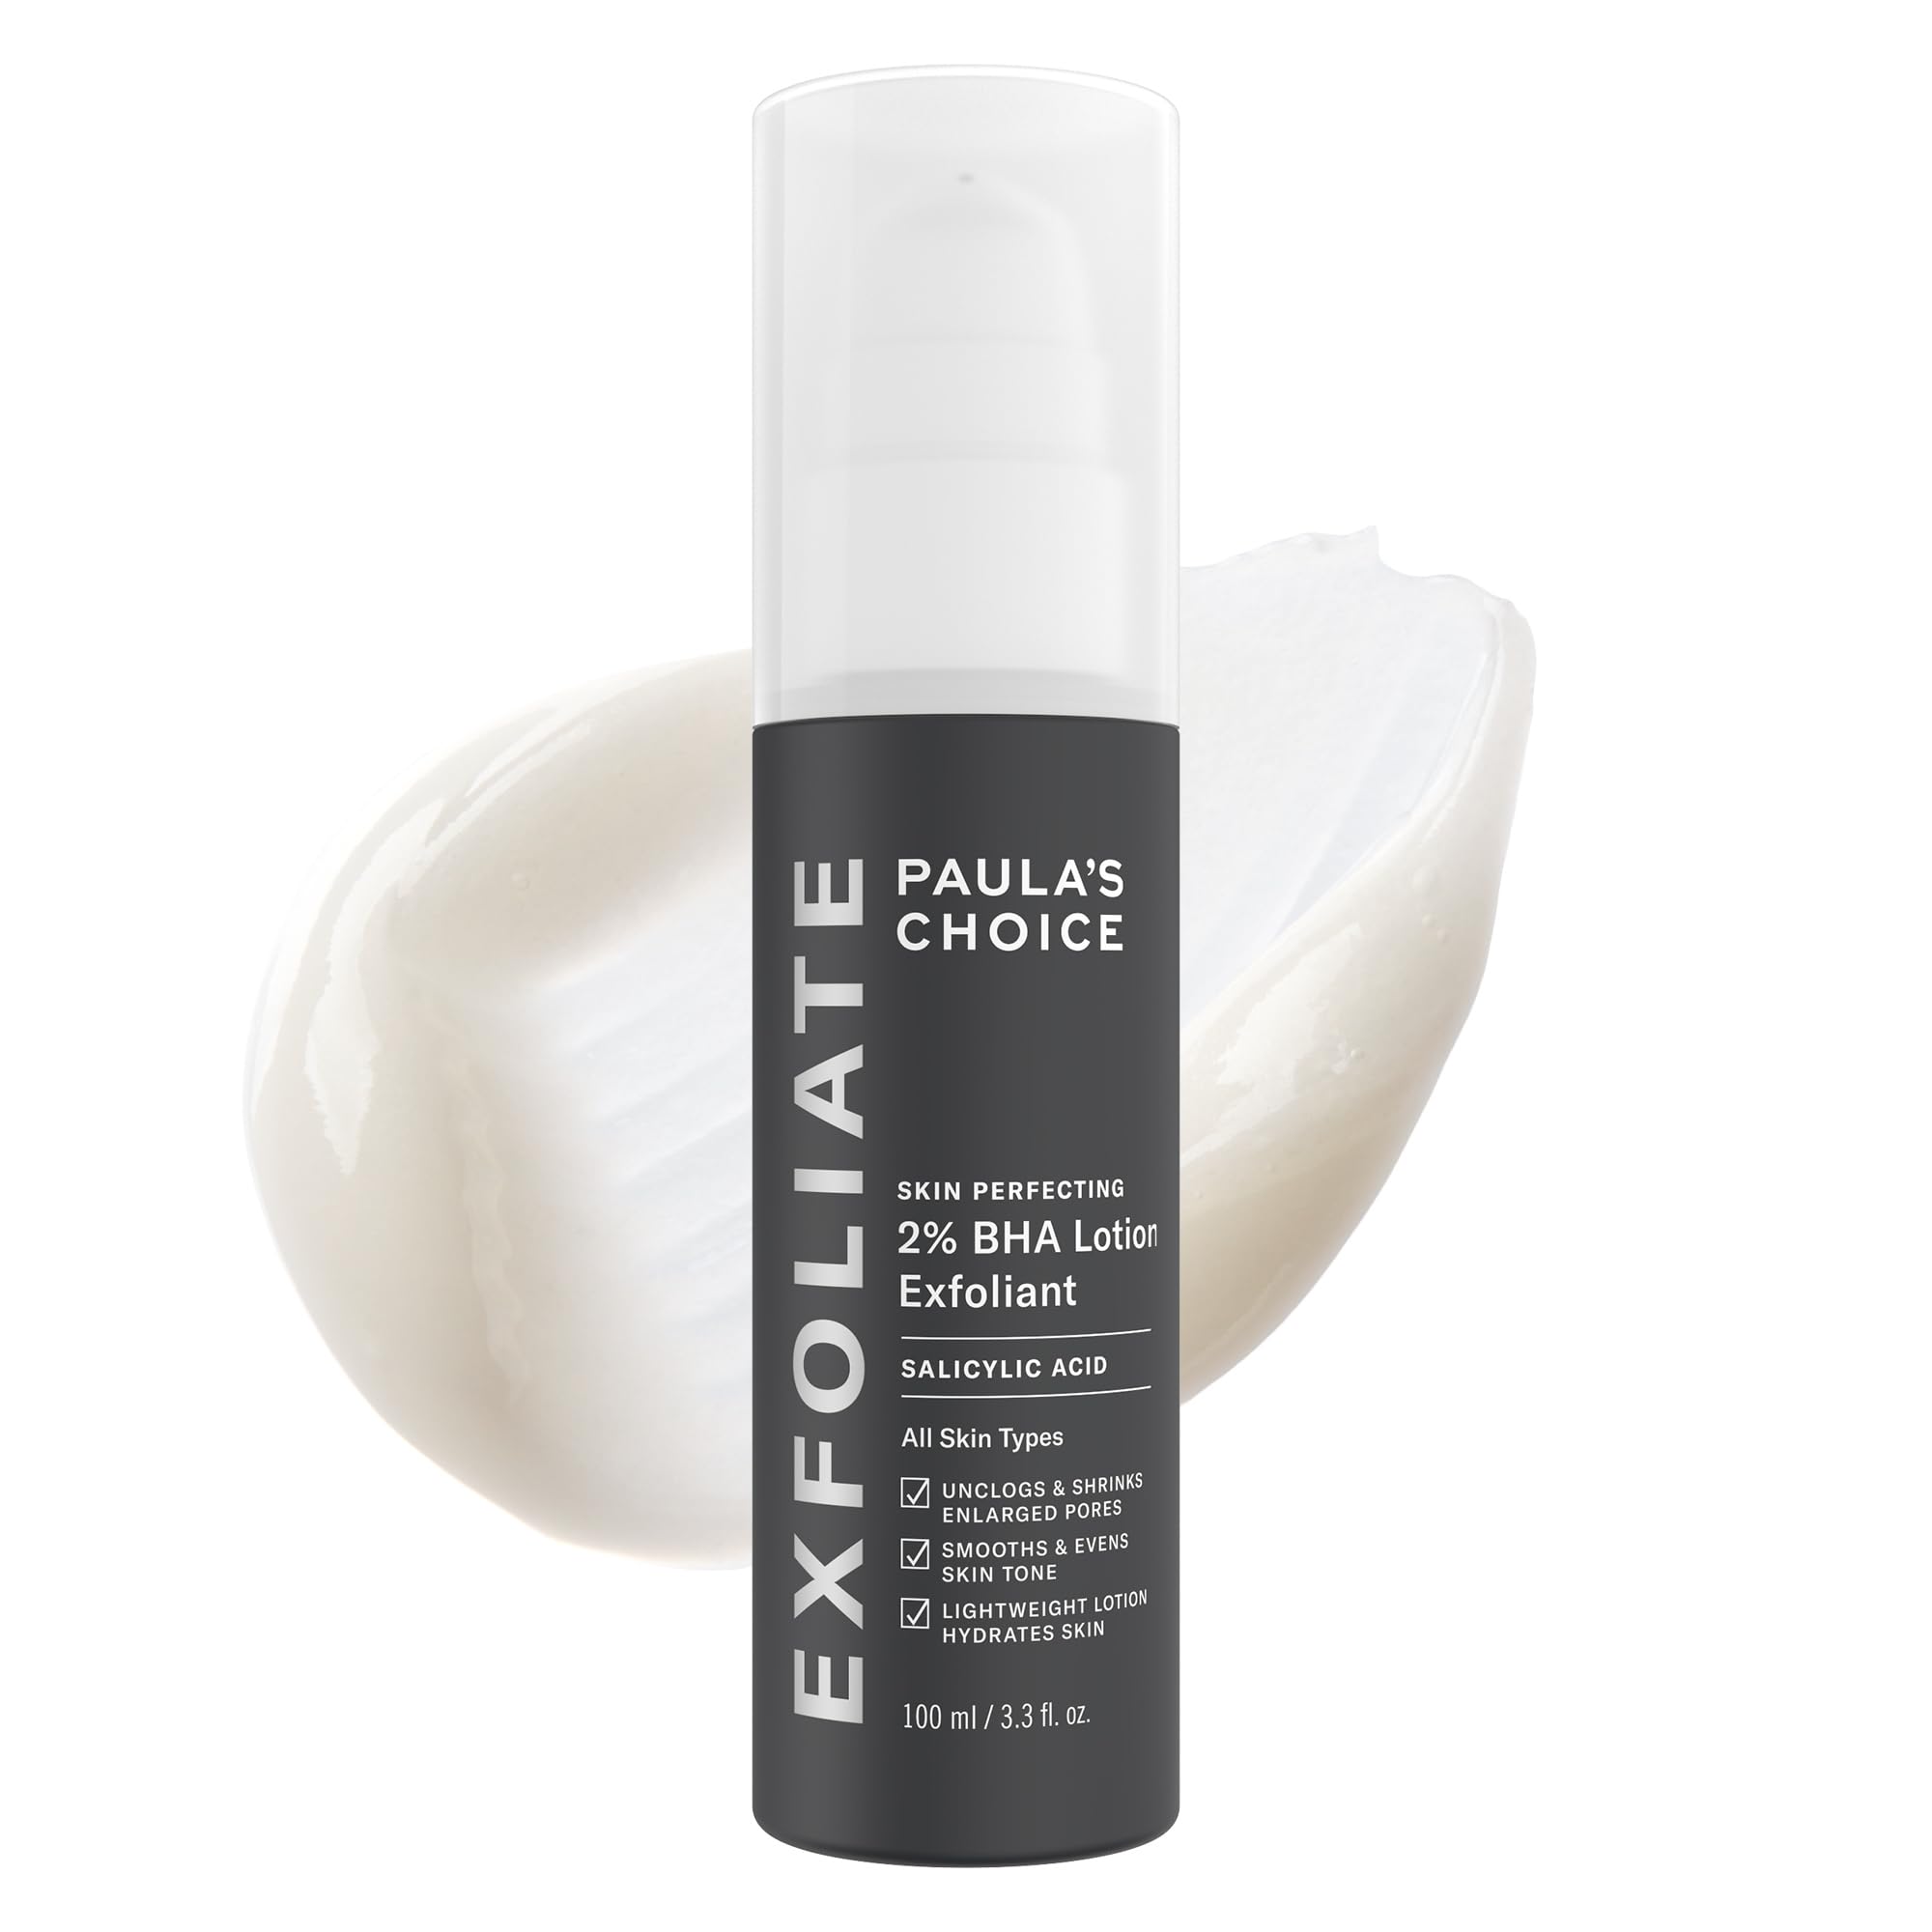 EXFOLIATE
PAULA'S
CHOICE
SKIN PERFECTING
2% BHA Lotion
Exfoliant
SALICYLIC ACID
All Skin Types
UNCLOGS & SHRINKS
ENLARGED PORES
SMOOTHS & EVENS
SKIN TONE
LIGHTWEIGHT LOTION
HYDRATES SKIN
100 ml / 3.3 fl. oz.